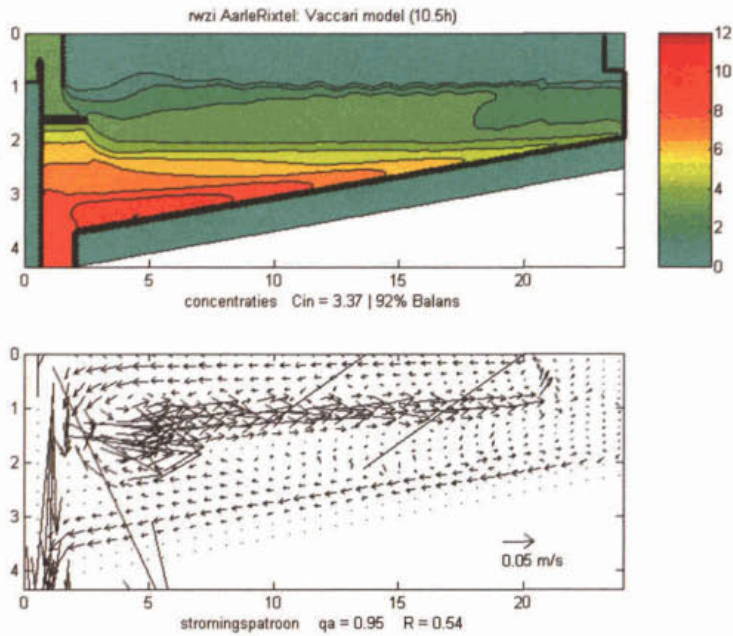 rwzi AarleRixtel: Vaccari model (10.5h)
0
1
2
3
4
0 5 10 15 20
12
10
8
6
4
2
0
concentraties Cin = 3.37 | 92% Balans
0
1
2
3
4
0.05 m/s
0 5 10 15 20
stromingspatroon qa = 0.95 R = 0.54